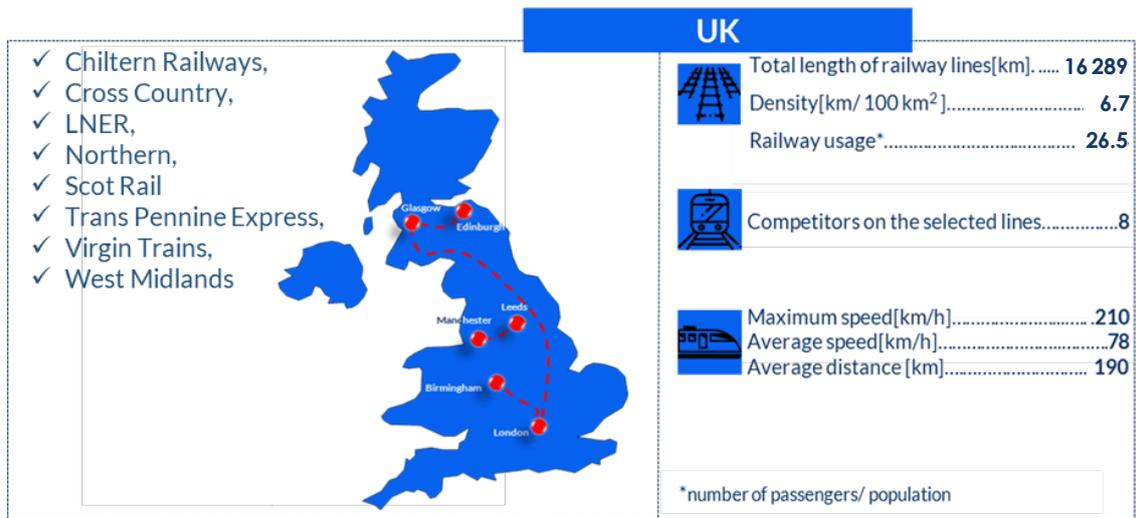 UK
✓ Chiltern Railways,
✓ Cross Country,
✓ LNER,
✓ Northern,
✓ Scot Rail
✓ Trans Pennine Express,
✓ Virgin Trains,
✓ West Midlands
Glasgow
Edinburgh
Leeds
Manchester
Birmingham
London
Total length of railway lines[km]. ..... 16 289
Density[km/ 100 km²]........................... 6.7
Railway usage*..................................... 26.5
Competitors on the selected lines...............8
Maximum speed[km/h]............................210
Average speed[km/h]................................78
Average distance [km]........................... 190
*number of passengers/ population